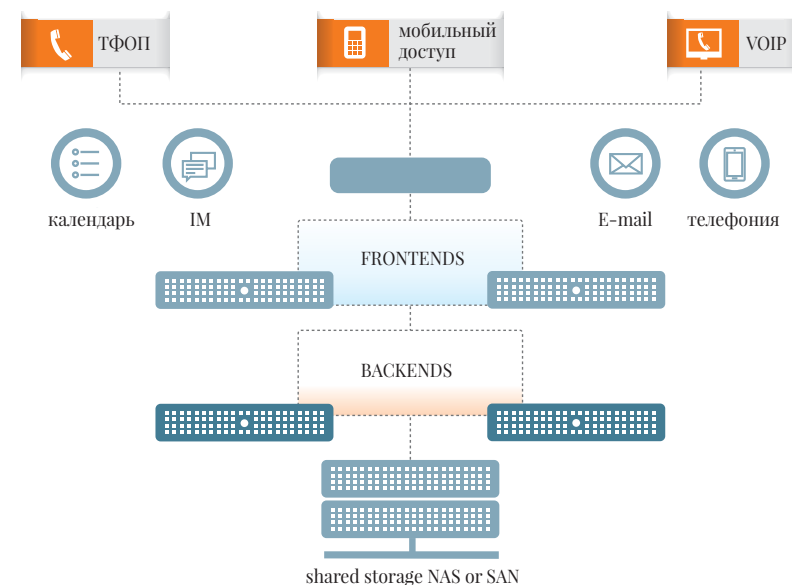 ТФОП
мобильный
доступ
VOIP
календарь
IM
E-mail
телефония
FRONTENDS
BACKENDS
shared storage NAS or SAN